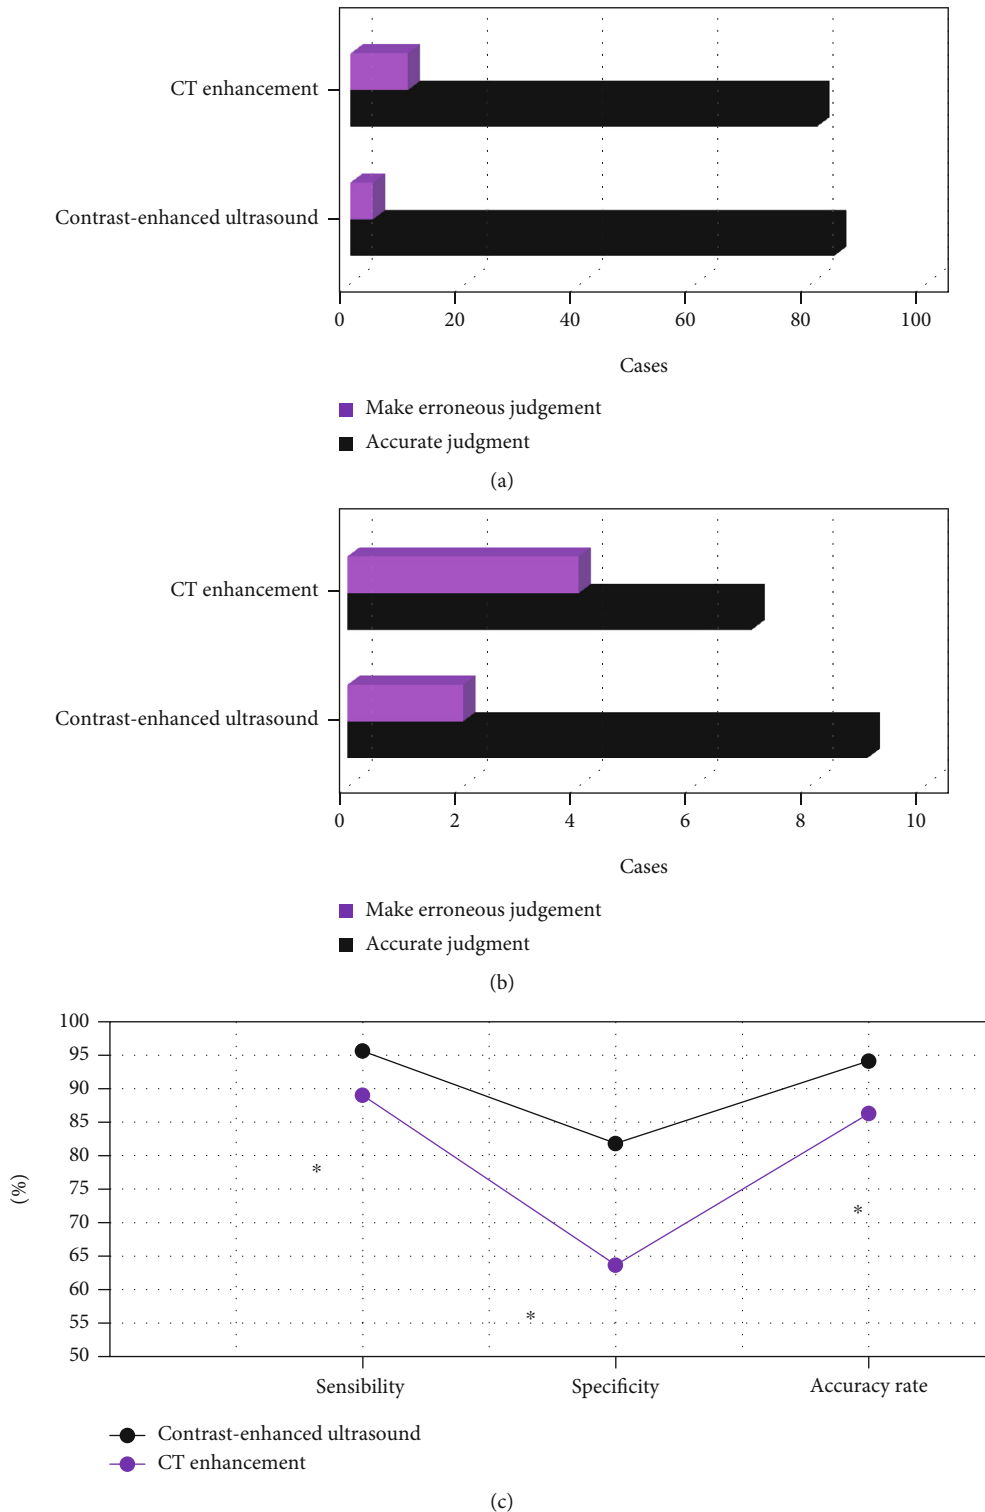 CT enhancement
Contrast-enhanced ultrasound
0 20 40 60 80 100
Cases
Make erroneous judgement
Accurate judgment
(a)
CT enhancement
Contrast-enhanced ultrasound
0 2 4 6 8 10
Cases
Make erroneous judgement
Accurate judgment
(b)
100
95
90
85
80
75
70
65
60
55
50
(%)
*
*
*
Sensibility Specificity Accuracy rate
Contrast-enhanced ultrasound
CT enhancement
(c)